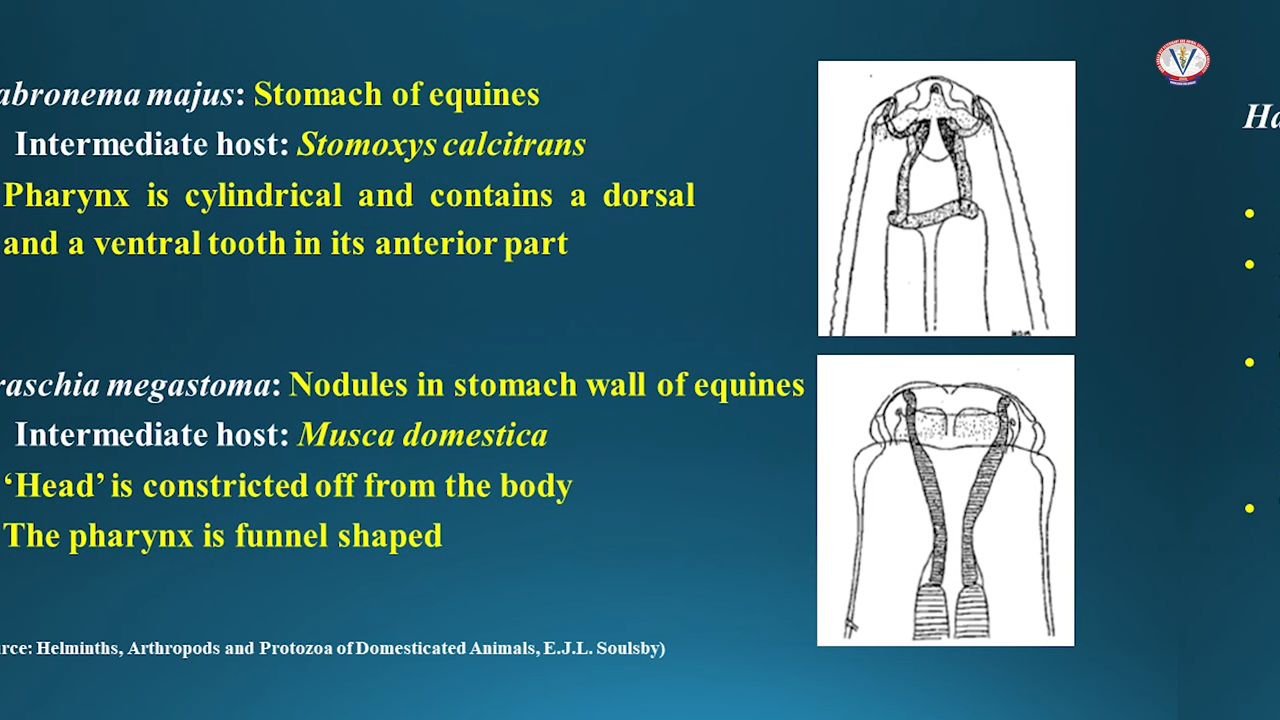 abronema majus: Stomach of equines
Intermediate host: Stomoxys calcitrans
Pharynx is cylindrical and contains a dorsal
and a ventral tooth in its anterior part
raschia megastoma: Nodules in stomach wall of equines
Intermediate host: Musca domestica
‘Head’ is constricted off from the body
The pharynx is funnel shaped
rce: Helminths, Arthropods and Protozoa of Domesticated Animals, E.J.L. Soulsby)
Ha